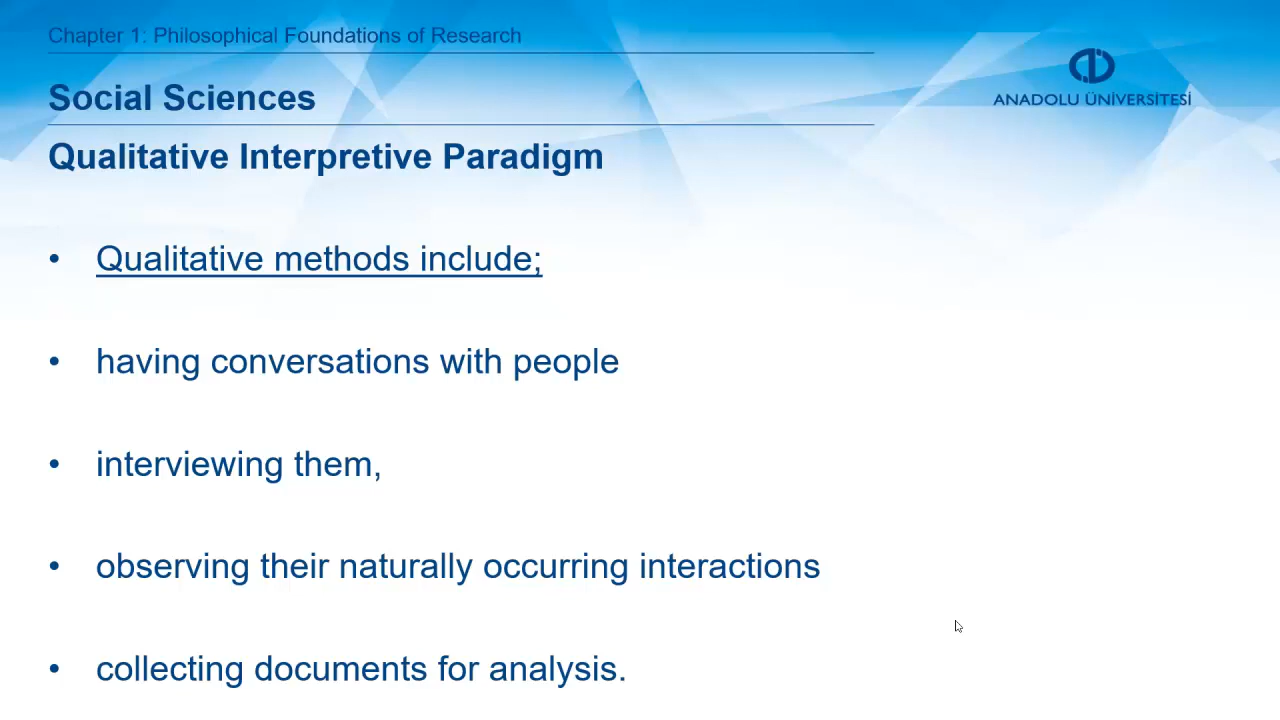 Chapter 1: Philosophical Foundations of Research
ANADOLU ÜNİVERSİTESİ
Social Sciences
Qualitative Interpretive Paradigm
• Qualitative methods include;
• having conversations with people
• interviewing them,
• observing their naturally occurring interactions
• collecting documents for analysis.